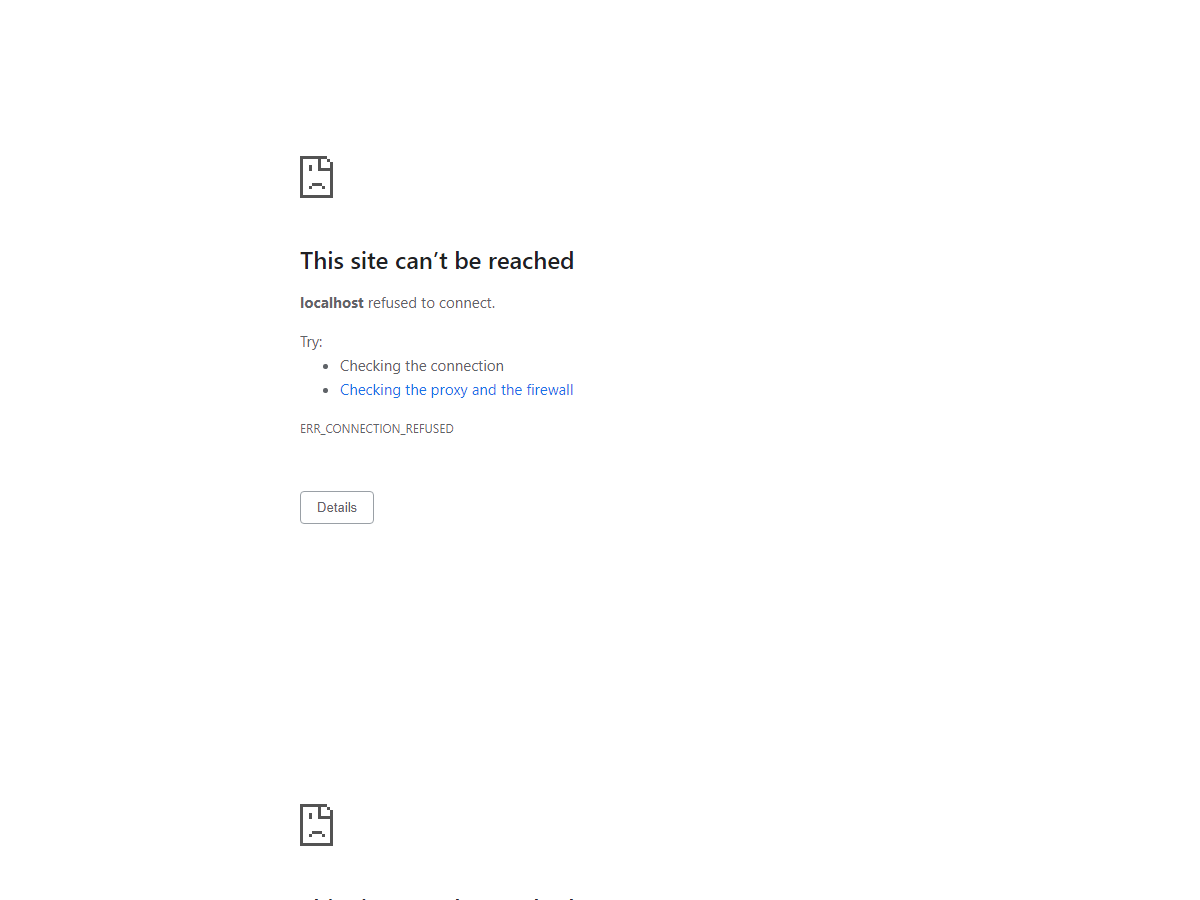 This site can’t be reached
localhost refused to connect.
Try:
Checking the connection
Checking the proxy and the firewall
ERR_CONNECTION_REFUSED
Details